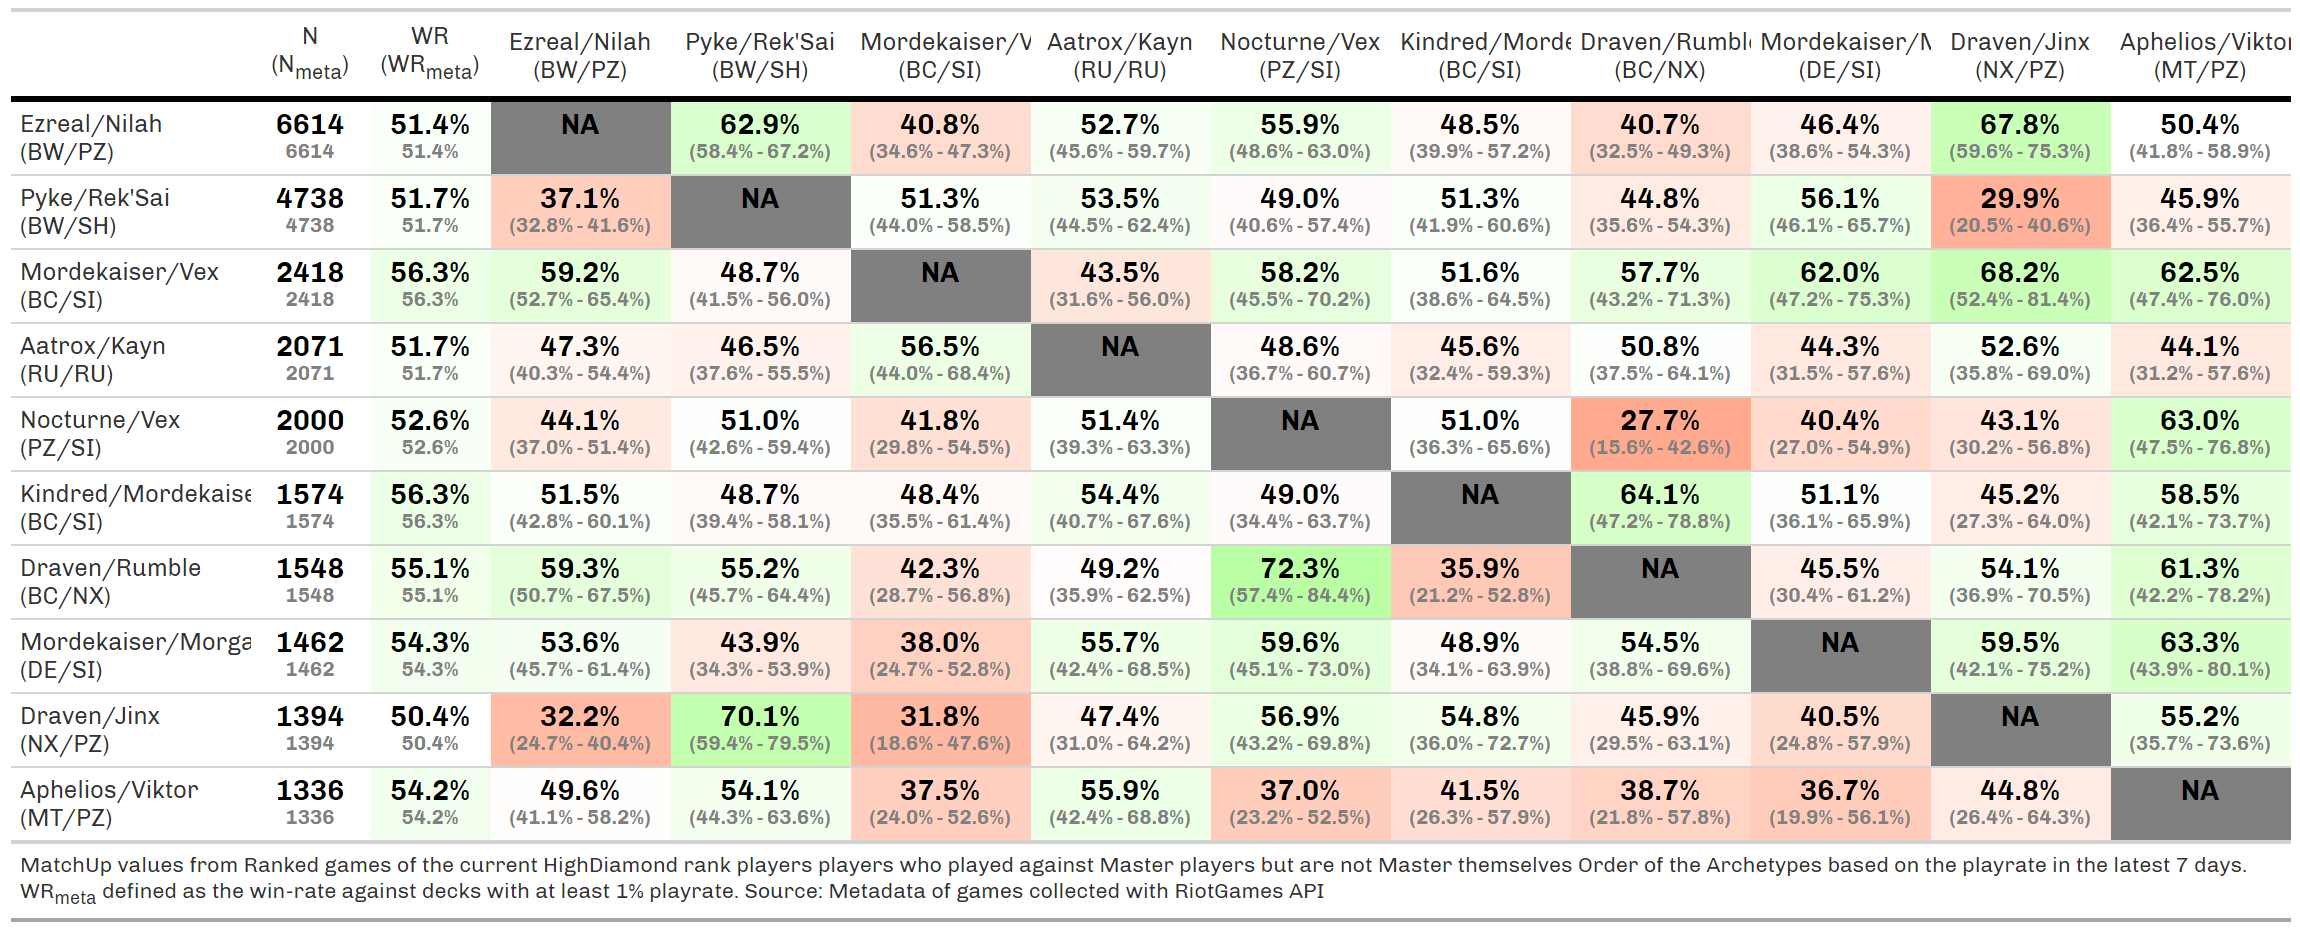 N WR Ezreal/Nilah Pyke/Rek'Sai Mordekaiser/V Aatrox/Kayn Nocturne/Vex Kindred/Morde Draven/Rumbl Mordekaiser/M Draven/Jinx Aphelios/Viktor
(Nmeta) (WRmeta) (BW/PZ) (BW/SH) (BC/SI) (RU/RU) (PZ/SI) (BC/SI) (BC/NX) (DE/SI) (NX/PZ) (MT/PZ)
Ezreal/Nilah 6614 51.4% NA 62.9% 40.8% 52.7% 55.9% 48.5% 40.7% 46.4% 67.8% 50.4%
(BW/PZ) 6614 51.4% (58.4% - 67.2%) (34.6% - 47.3%) (45.6% - 59.7%) (48.6% - 63.0%) (39.9% - 57.2%) (32.5% - 49.3%) (38.6% - 54.3%) (59.6% - 75.3%) (41.8% - 58.9%)
Pyke/Rek'Sai 4738 51.7% 37.1% NA 51.3% 53.5% 49.0% 51.3% 44.8% 56.1% 29.9% 45.9%
(BW/SH) 4738 51.7% (32.8% - 41.6%) (44.0% - 58.5%) (44.5% - 62.4%) (40.6% - 57.4%) (41.9% - 60.6%) (35.6% - 54.3%) (46.1% - 65.7%) (20.5% - 40.6%) (36.4% - 55.7%)
Mordekaiser/Vex 2418 56.3% 59.2% 48.7% NA 43.5% 58.2% 51.6% 57.7% 62.0% 68.2% 62.5%
(BC/SI) 2418 56.3% (52.7% - 65.4%) (41.5% - 56.0%) (31.6% - 56.0%) (45.5% - 70.2%) (38.6% - 64.5%) (43.2% - 71.3%) (47.2% - 75.3%) (52.4% - 81.4%) (47.4% - 76.0%)
Aatrox/Kayn 2071 51.7% 47.3% 46.5% 56.5% NA 48.6% 45.6% 50.8% 44.3% 52.6% 44.1%
(RU/RU) 2071 51.7% (40.3% - 54.4%) (37.6% - 55.5%) (44.0% - 68.4%) (36.7% - 60.7%) (32.4% - 59.3%) (37.5% - 64.1%) (31.5% - 57.6%) (35.8% - 69.0%) (31.2% - 57.6%)
Nocturne/Vex 2000 52.6% 44.1% 51.0% 41.8% 51.4% NA 51.0% 27.7% 40.4% 43.1% 63.0%
(PZ/SI) 2000 52.6% (37.0% - 51.4%) (42.6% - 59.4%) (29.8% - 54.5%) (39.3% - 63.3%) (36.3% - 65.6%) (15.6% - 42.6%) (27.0% - 54.9%) (30.2% - 56.8%) (47.5% - 76.8%)
Kindred/Mordekaise 1574 56.3% 51.5% 48.7% 48.4% 54.4% 49.0% NA 64.1% 51.1% 45.2% 58.5%
(BC/SI) 1574 56.3% (42.8% - 60.1%) (39.4% - 58.1%) (35.5% - 61.4%) (40.7% - 67.6%) (34.4% - 63.7%) (47.2% - 78.8%) (36.1% - 65.9%) (27.3% - 64.0%) (42.1% - 73.7%)
Draven/Rumble 1548 55.1% 59.3% 55.2% 42.3% 49.2% 72.3% 35.9% NA 45.5% 54.1% 61.3%
(BC/NX) 1548 55.1% (50.7% - 67.5%) (45.7% - 64.4%) (28.7% - 56.8%) (35.9% - 62.5%) (57.4% - 84.4%) (21.2% - 52.8%) (30.4% - 61.2%) (36.9% - 70.5%) (42.2% - 78.2%)
Mordekaiser/Morga 1462 54.3% 53.6% 43.9% 38.0% 55.7% 59.6% 48.9% 54.5% NA 59.5% 63.3%
(DE/SI) 1462 54.3% (45.7% - 61.4%) (34.3% - 53.9%) (24.7% - 52.8%) (42.4% - 68.5%) (45.1% - 73.0%) (34.1% - 63.9%) (38.8% - 69.6%) (42.1% - 75.2%) (43.9% - 80.1%)
Draven/Jinx 1394 50.4% 32.2% 70.1% 31.8% 47.4% 56.9% 54.8% 45.9% 40.5% NA 55.2%
(NX/PZ) 1394 50.4% (24.7% - 40.4%) (59.4% - 79.5%) (18.6% - 47.6%) (31.0% - 64.2%) (43.2% - 69.8%) (36.0% - 72.7%) (29.5% - 63.1%) (24.8% - 57.9%) (35.7% - 73.6%)
Aphelios/Viktor 1336 54.2% 49.6% 54.1% 37.5% 55.9% 37.0% 41.5% 38.7% 36.7% 44.8% NA
(MT/PZ) 1336 54.2% (41.1% - 58.2%) (44.3% - 63.6%) (24.0% - 52.6%) (42.4% - 68.8%) (23.2% - 52.5%) (26.3% - 57.9%) (21.8% - 57.8%) (19.9% - 56.1%) (26.4% - 64.3%)
MatchUp values from Ranked games of the current HighDiamond rank players players who played against Master players but are not Master themselves Order of the Archetypes based on the playrate in the latest 7 days.
WRmeta defined as the win-rate against decks with at least 1% playrate. Source: Metadata of games collected with RiotGames API